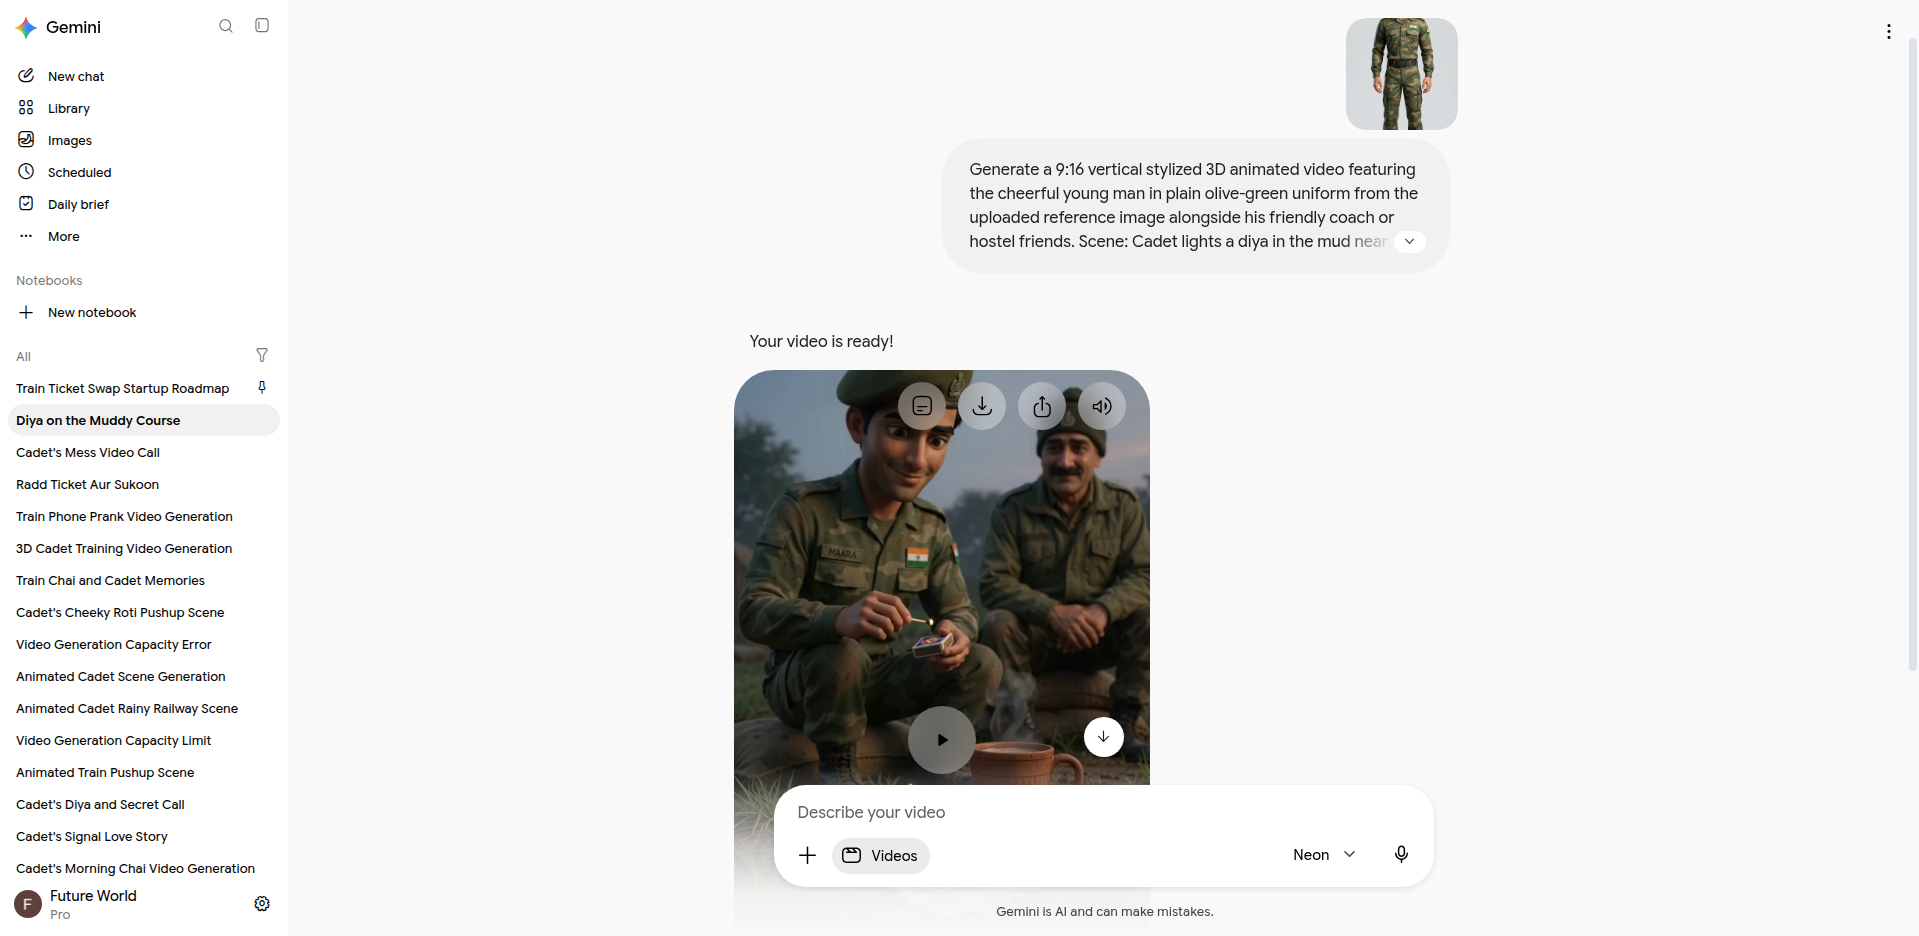 Gemini
New chat
Library
Images
Scheduled
Daily brief
More
Notebooks
New notebook
All
Train Ticket Swap Startup Roadmap
Diya on the Muddy Course
Cadet's Mess Video Call
Radd Ticket Aur Sukoon
Train Phone Prank Video Generation
3D Cadet Training Video Generation
Train Chai and Cadet Memories
Cadet's Cheeky Roti Pushup Scene
Video Generation Capacity Error
Animated Cadet Scene Generation
Animated Cadet Rainy Railway Scene
Video Generation Capacity Limit
Animated Train Pushup Scene
Cadet's Diya and Secret Call
Cadet's Signal Love Story
Cadet's Morning Chai Video Generation
F
Future World
Pro
Generate a 9:16 vertical stylized 3D animated video featuring
the cheerful young man in plain olive-green uniform from the
uploaded reference image alongside his friendly coach or
hostel friends. Scene: Cadet lights a diya in the mud near
Your video is ready!
MAARA
Describe your video
Videos
Neon
Gemini is AI and can make mistakes.